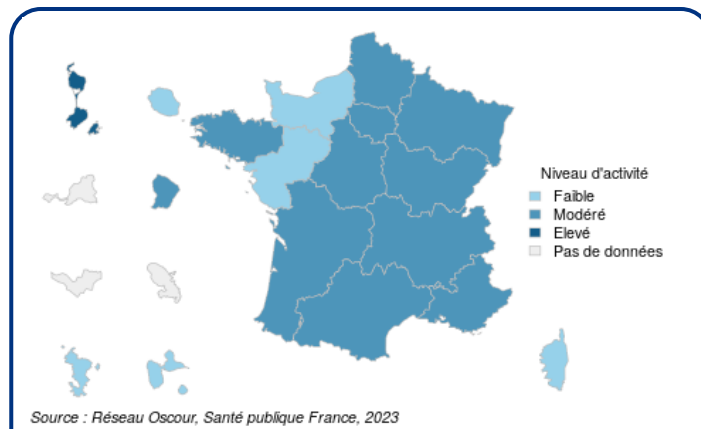 Niveau d'activité
Faible
Modéré
Elevé
Pas de données
Source : Réseau Oscour, Santé publique France, 2023